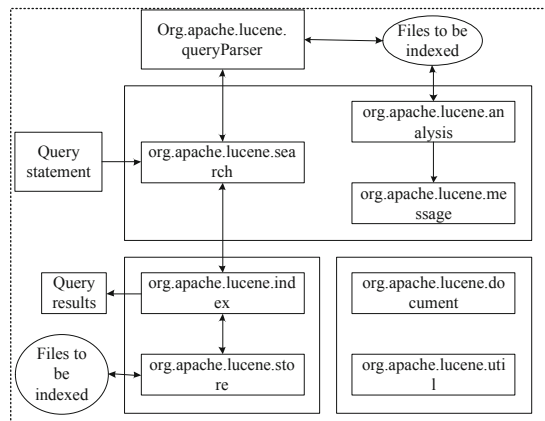 Org.apache.lucene.
queryParser
Files to be
indexed
org.apache.lucene.an
alysis
Query
statement
org.apache.lucene.sea
rch
org.apache.lucene.me
ssage
Query
results
org.apache.lucene.ind
ex
org.apache.lucene.do
cument
Files to
be
indexed
org.apache.lucene.sto
re
org.apache.lucene.uti
l